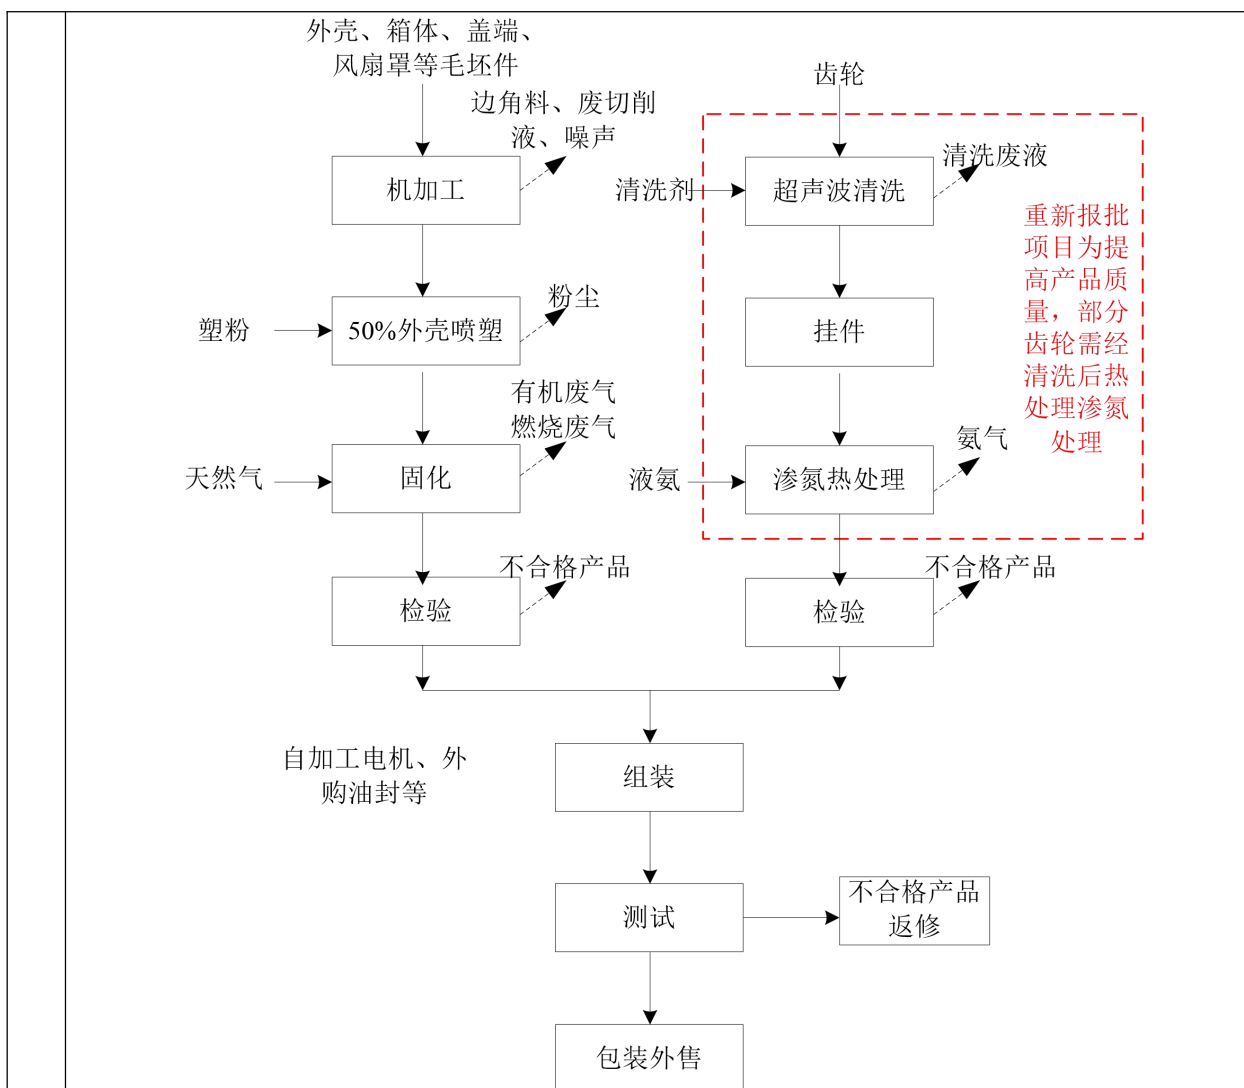 外壳、箱体、盖端、
风扇罩等毛坯件
边角料、废切削
液、噪声
机加工
塑粉
50%外壳喷塑
粉尘
有机废气
燃烧废气
天然气
固化
不合格产品
检验
齿轮
清洗剂
超声波清洗
清洗废液
挂件
液氨
渗氮热处理
氨气
重新报批
项目为提
高产品质
量，部分
齿轮需经
清洗后热
处理渗氮
处理
不合格产品
检验
自加工电机、外
购油封等
组装
测试
不合格产品
返修
包装外售